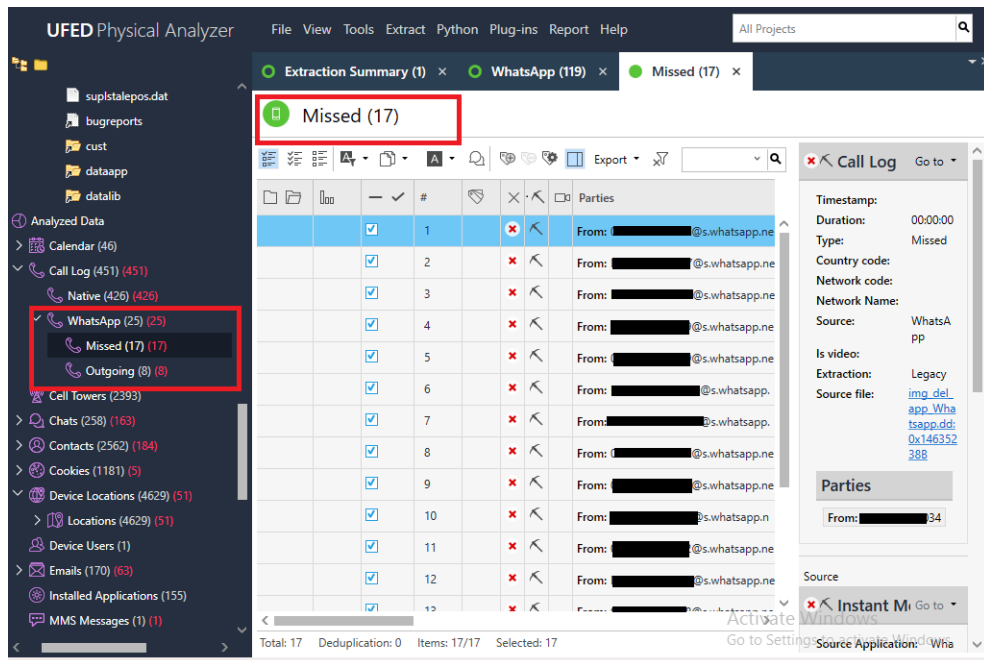 UFED Physical Analyzer
File View Tools Extract Python Plug-ins Report Help
All Projects
Extraction Summary (1) ×
WhatsApp (119) ×
Missed (17) ×
suplstalepos.dat
bugreports
cust
dataapp
datalib
Analyzed Data
Calendar (46)
Call Log (451) (451)
Native (426) (426)
WhatsApp (25) (25)
Missed (17) (17)
Outgoing (8) (8)
Cell Towers (2393)
Chats (258) (163)
Contacts (2562) (184)
Cookies (1181) (5)
Device Locations (4629) (51)
Locations (4629) (51)
Device Users (1)
Emails (170) (63)
Installed Applications (155)
MMS Messages (1) (1)
Missed (17)
Export
# Parties
1 From: @s.whatsapp.ne
2 From: @s.whatsapp.ne
3 From: @s.whatsapp.ne
4 From: @s.whatsapp.ne
5 From: @s.whatsapp.ne
6 From: @s.whatsapp.
7 From: @s.whatsapp.
8 From: @s.whatsapp.ne
9 From: @s.whatsapp.ne
10 From: @s.whatsapp.n
11 From: @s.whatsapp.ne
12 From: @s.whatsapp.ne
Total: 17 Deduplication: 0 Items: 17/17 Selected: 17
Call Log Go to
Timestamp:
Duration: 00:00:00
Type: Missed
Country code:
Network code:
Network Name:
Source: WhatsA
pp
Is video:
Extraction: Legacy
Source file: img_del_
app_Wha
tsapp.dd:
0x146352
38B
Parties
From: 34
Source
Instant M Go to
Activate Windows
Go to Settings to activate Windows.
Source Application: Wha